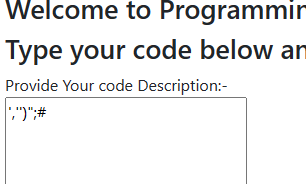 Welcome to Programmin
Type your code below an
Provide Your code Description:-
','')";#